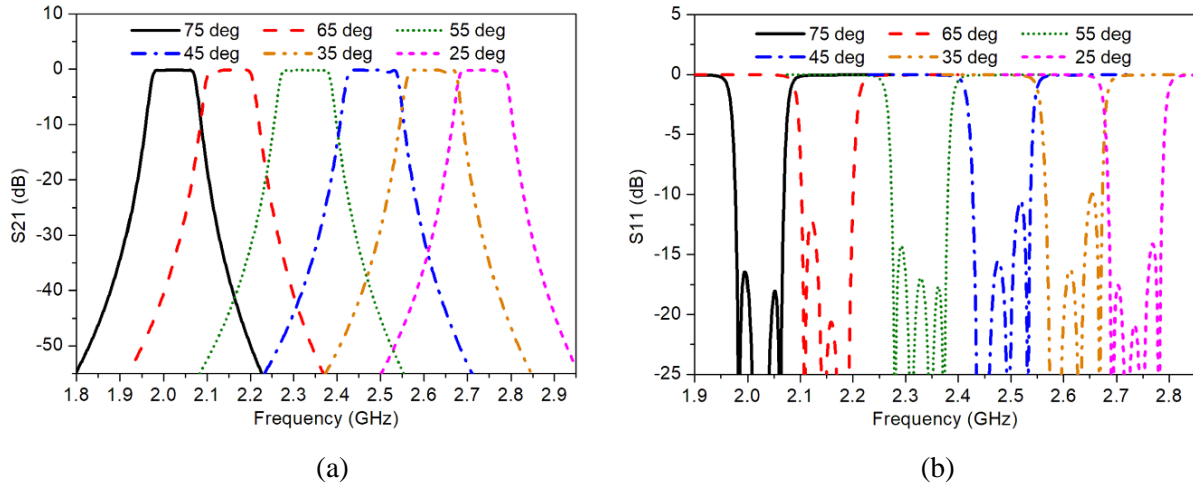 75 deg 65 deg 55 deg
45 deg 35 deg 25 deg
S21 (dB)
10
0
-10
-20
-30
-40
-50
1.8 1.9 2.0 2.1 2.2 2.3 2.4 2.5 2.6 2.7 2.8 2.9
Frequency (GHz)
(a)
75 deg 65 deg 55 deg
45 deg 35 deg 25 deg
S11 (dB)
5
0
-5
-10
-15
-20
-25
1.9 2.0 2.1 2.2 2.3 2.4 2.5 2.6 2.7 2.8
Frequency (GHz)
(b)